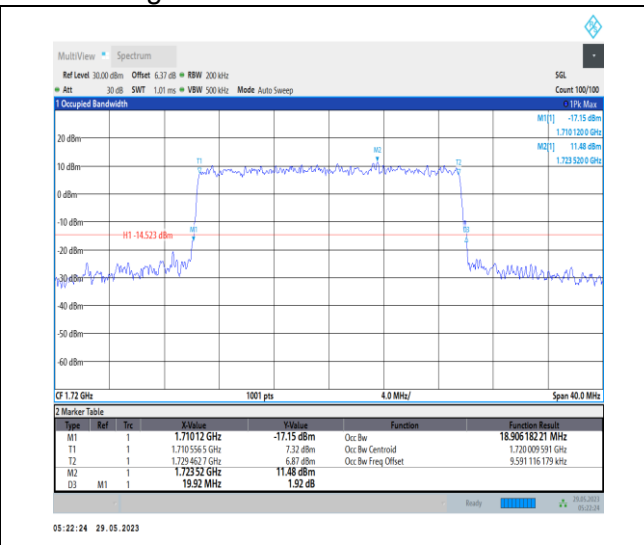 MultiView Spectrum
Ref Level 30.00 dBm Offset 6.37 dB RBW 200 kHz SGL
Att 30 dB SWT 1.01 ms VBW 500 kHz Mode Auto Sweep Count 100/100
1 Occupied Bandwidth 1Pk Max
M1[1] -17.15 dBm
1.710 120 0 GHz
M2[1] 11.48 dBm
1.723 520 0 GHz
20 dBm
M2
T1 T2
10 dBm
0 dBm
-10 dBm
H1 -14.523 dBm M1 D3
-20 dBm
-30 dBm
-40 dBm
-50 dBm
-60 dBm
CF 1.72 GHz 1001 pts 4.0 MHz/ Span 40.0 MHz
2 Marker Table
Type Ref Trc X-Value Y-Value Function Function Result
M1 1 1.71012 GHz -17.15 dBm Occ Bw 18.906 182 21 MHz
T1 1 1.710 556 5 GHz 7.32 dBm Occ Bw Centroid 1.720 009 591 GHz
T2 1 1.729 462 7 GHz 6.87 dBm Occ Bw Freq Offset 9.591 116 179 kHz
M2 1 1.723 52 GHz 11.48 dBm
D3 M1 1 19.92 MHz 1.92 dB
Ready 29.05.2023
05:22:24
05:22:24 29.05.2023